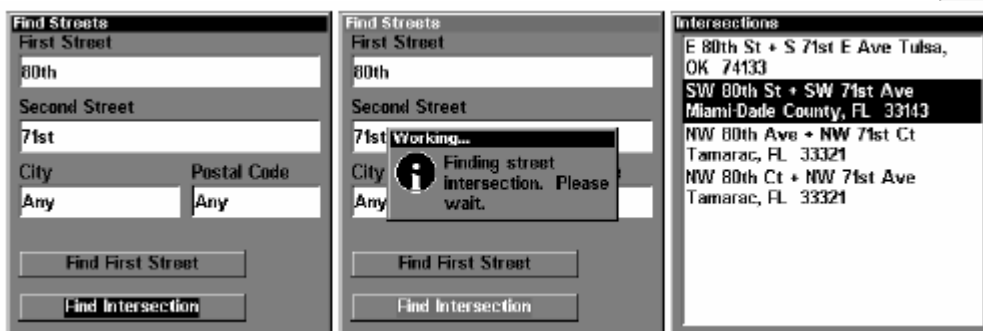 Find Streets
First Street
80th
Second Street
71st
City Postal Code
Any Any
Find First Street
Find Intersection
Find Streets
First Street
80th
Second Street
71st
Working...
Finding street
intersection. Please
wait.
City
Any
Find First Street
Find Intersection
Intersections
E 80th St + S 71st E Ave Tulsa,
OK 74133
SW 80th St + SW 71st Ave
Miami-Dade County, FL 33143
NW 80th Ave + NW 71st Ct
Tamarac, FL 33321
NW 80th Ct + NW 71st Ave
Tamarac, FL 33321